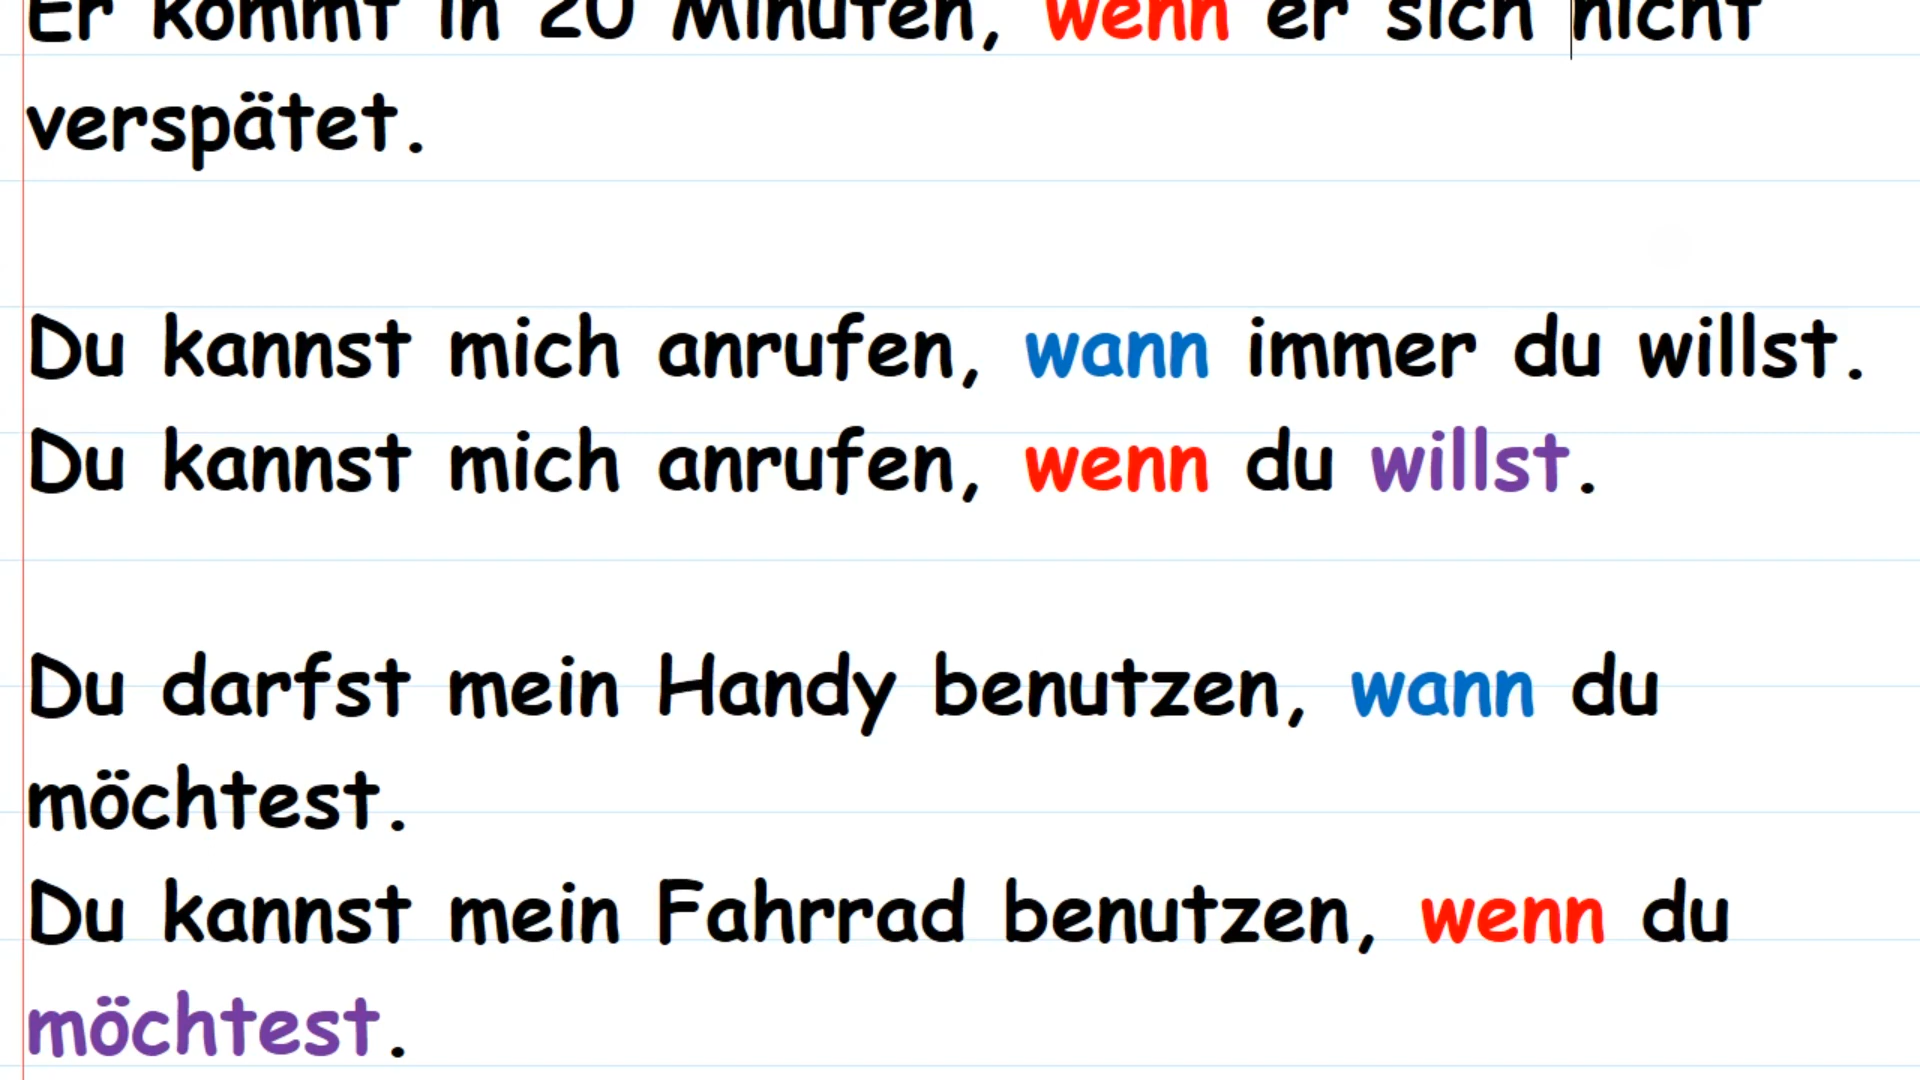 Er kommt in 20 Minuten, wenn er sich nicht
verspätet.
Du kannst mich anrufen, wann immer du willst.
Du kannst mich anrufen, wenn du willst.
Du darfst mein Handy benutzen, wann du
möchtest.
Du kannst mein Fahrrad benutzen, wenn du
möchtest.